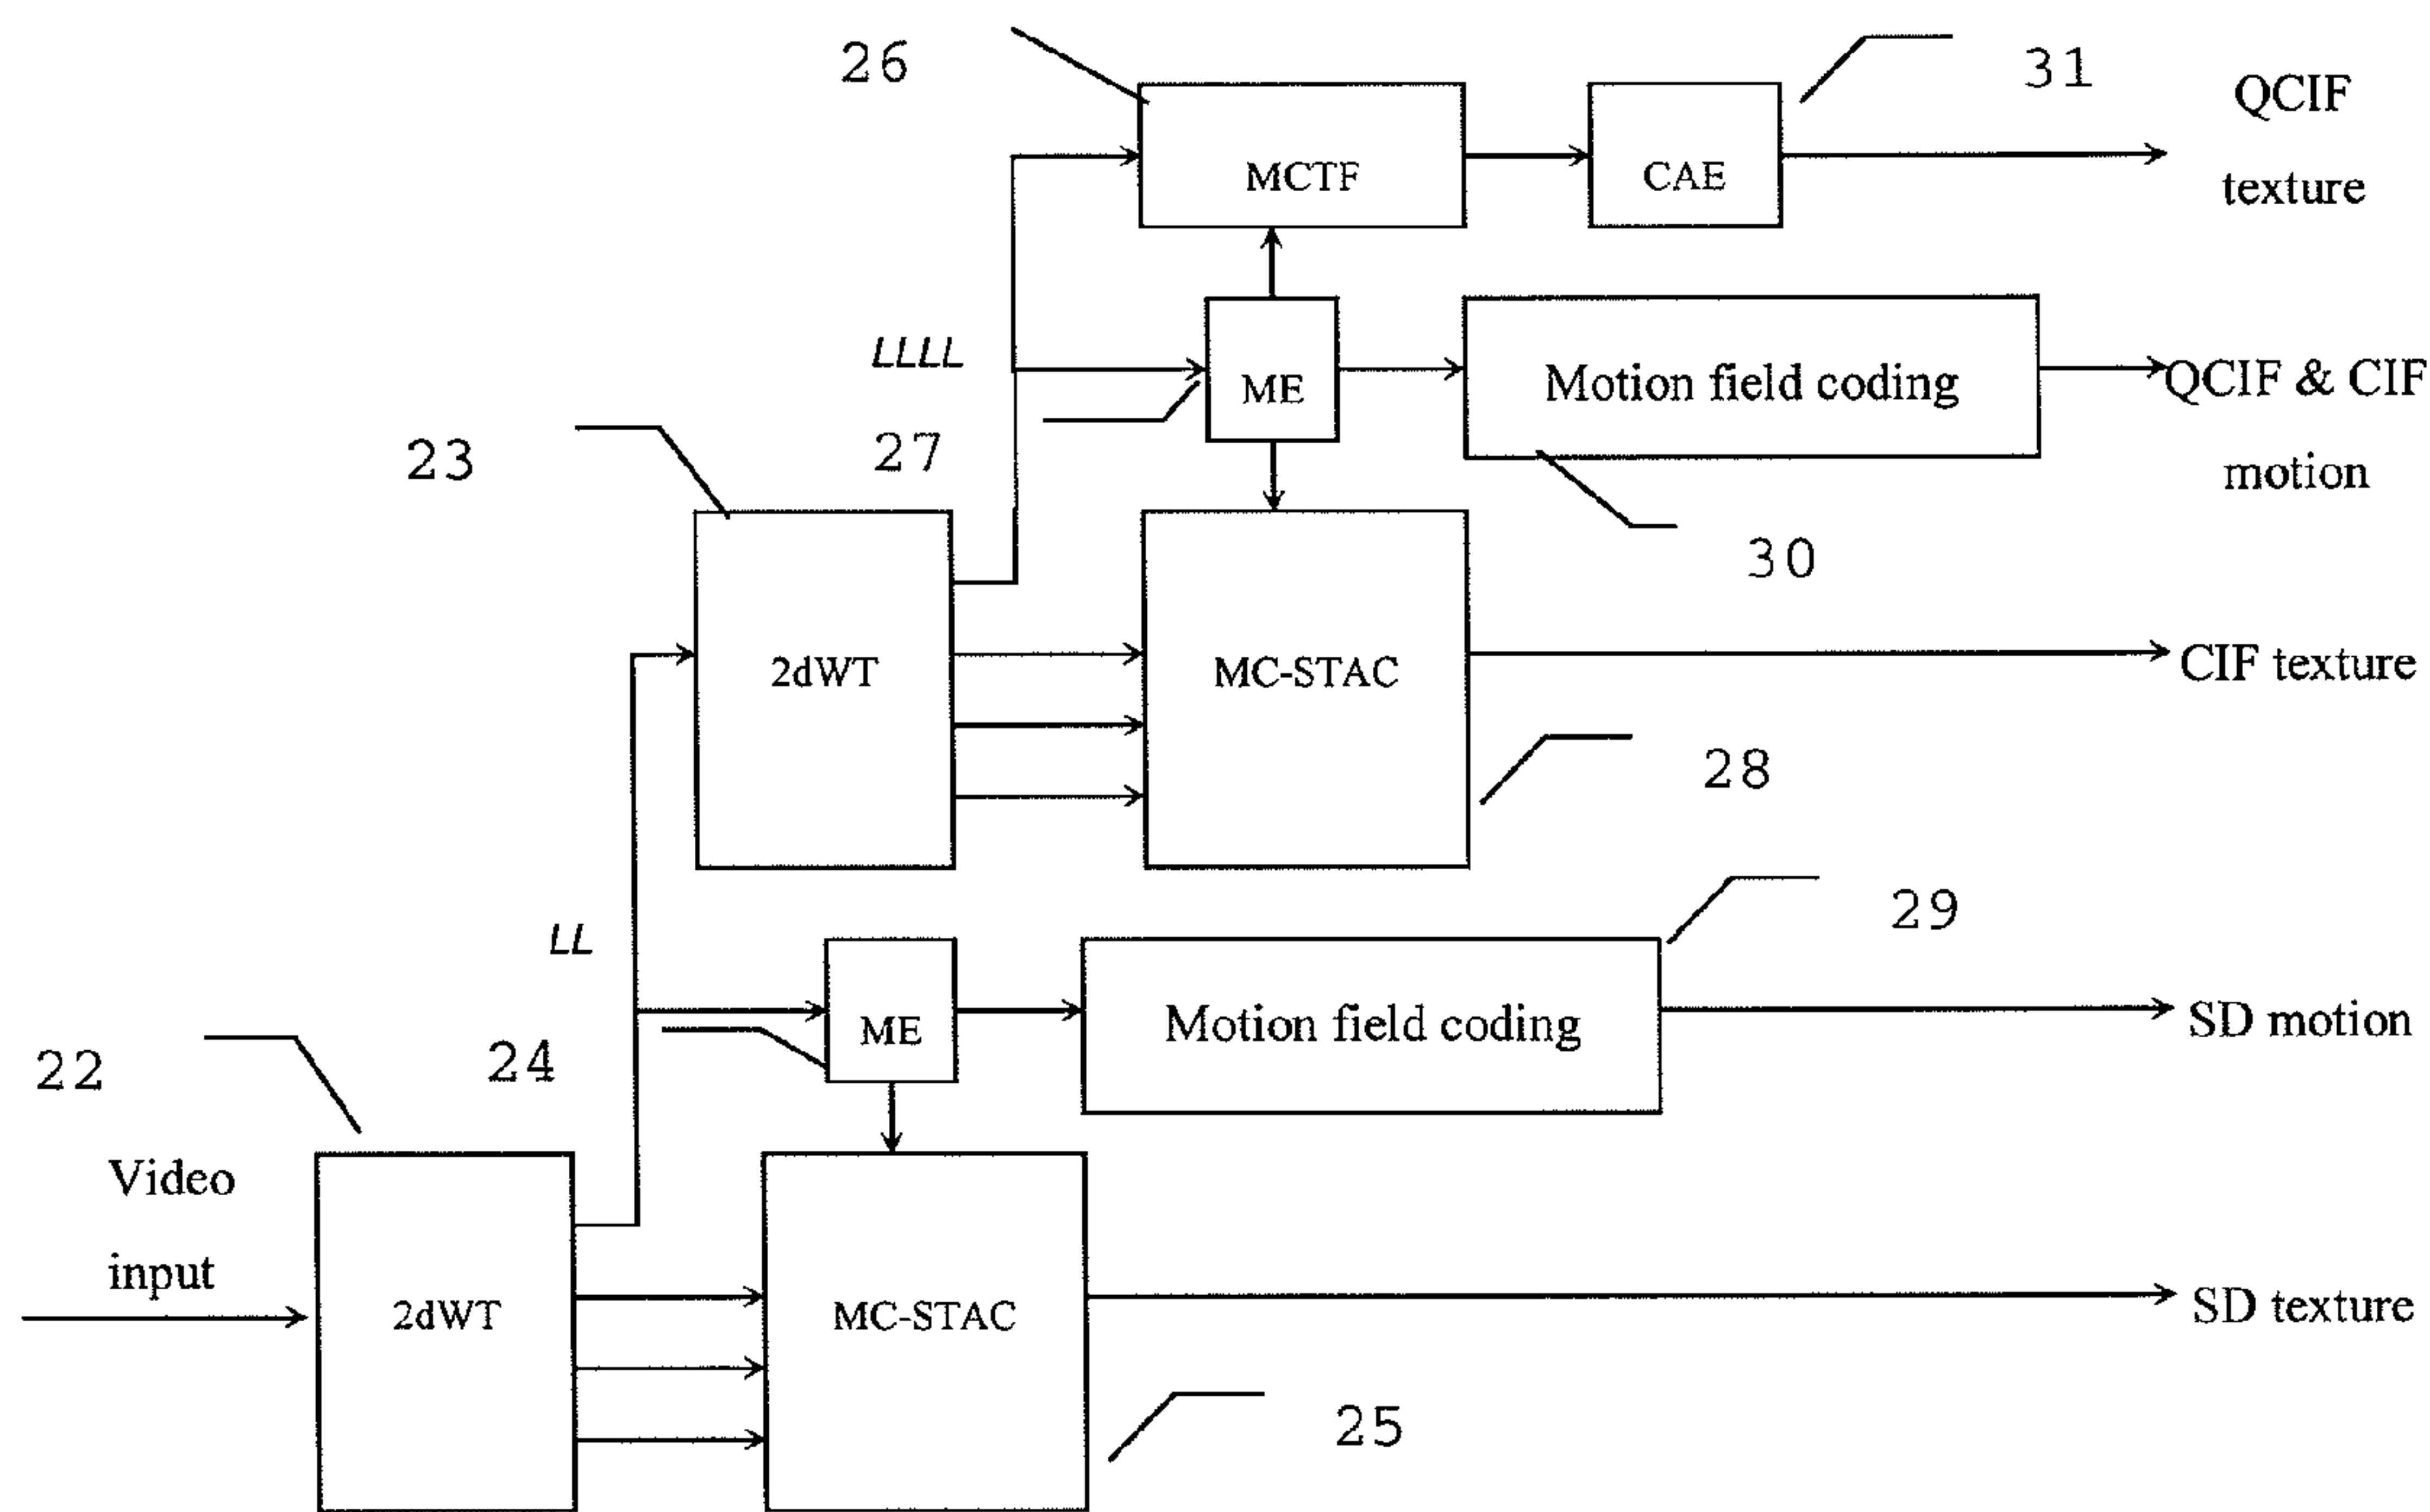 26
31
QCIF
texture
MCTF
CAE
LLLL
ME
Motion field coding
QCIF & CIF
motion
23
27
30
2dWT
MC-STAC
CIF texture
28
29
LL
ME
Motion field coding
SD motion
22
24
Video
input
2dWT
MC-STAC
SD texture
25